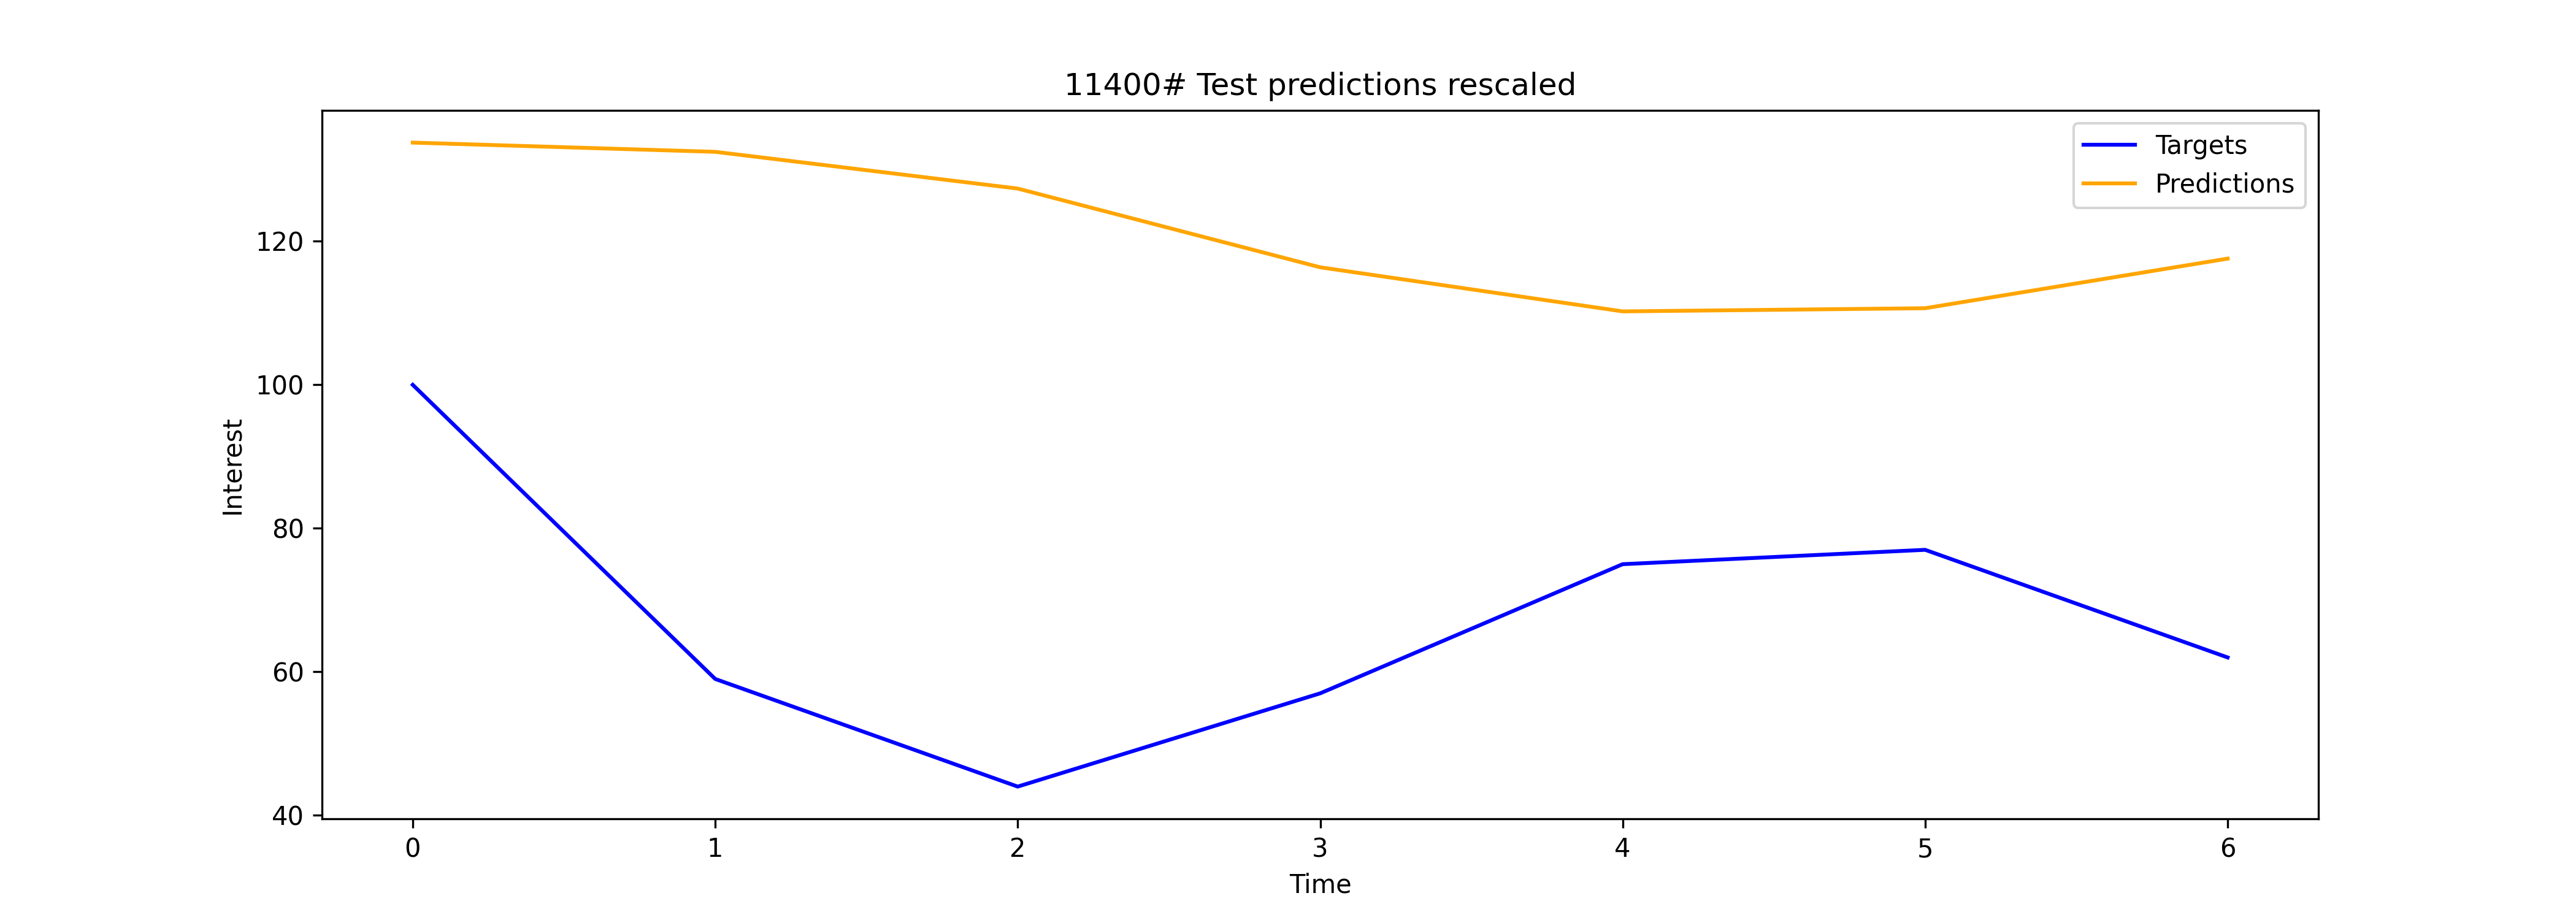 11400# Test predictions rescaled
Targets
Predictions
Interest
120
100
80
60
40
0 1 2 3 4 5 6
Time